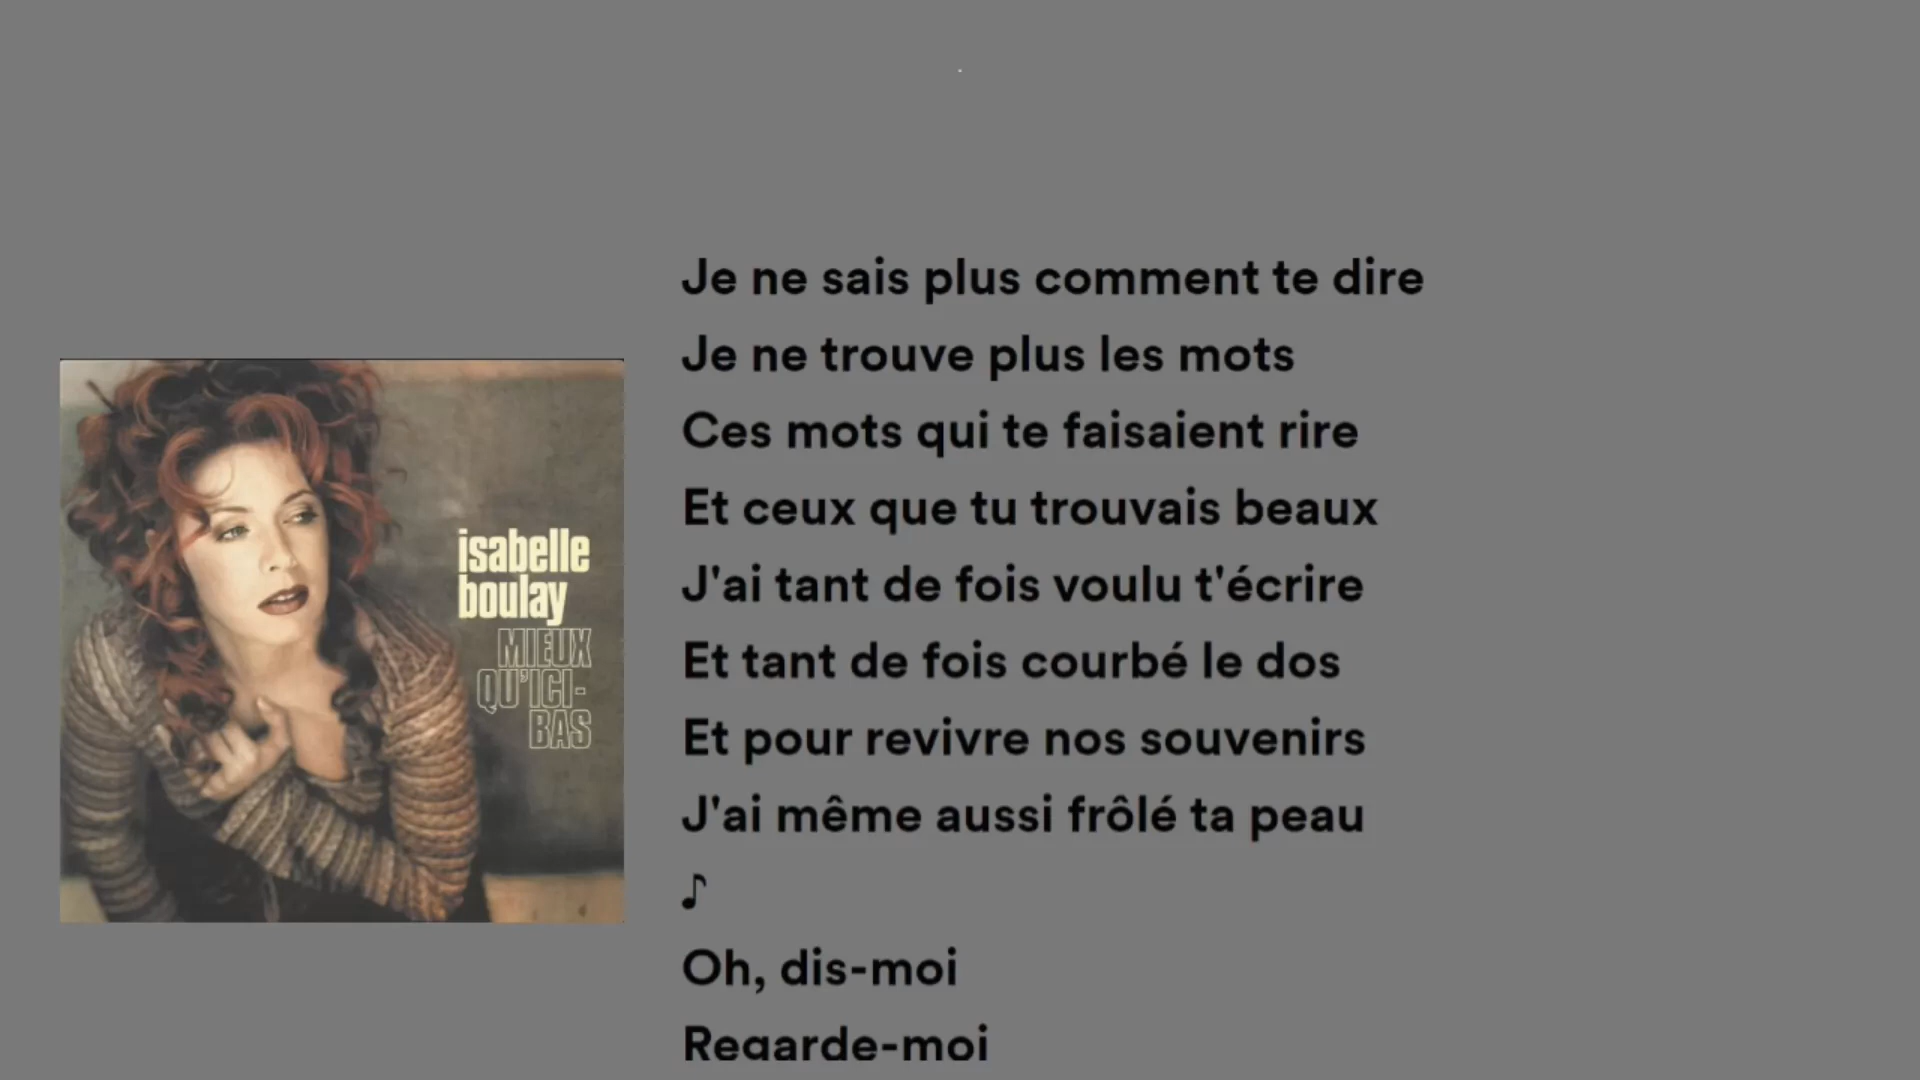 Je ne sais plus comment te dire
Je ne trouve plus les mots
Ces mots qui te faisaient rire
Et ceux que tu trouvais beaux
J'ai tant de fois voulu t'écrire
Et tant de fois courbé le dos
Et pour revivre nos souvenirs
J'ai même aussi frôlé ta peau
♪
Oh, dis-moi
Regarde-moi
isabelle
boulay
MIEUX
QU'ICI-
BAS